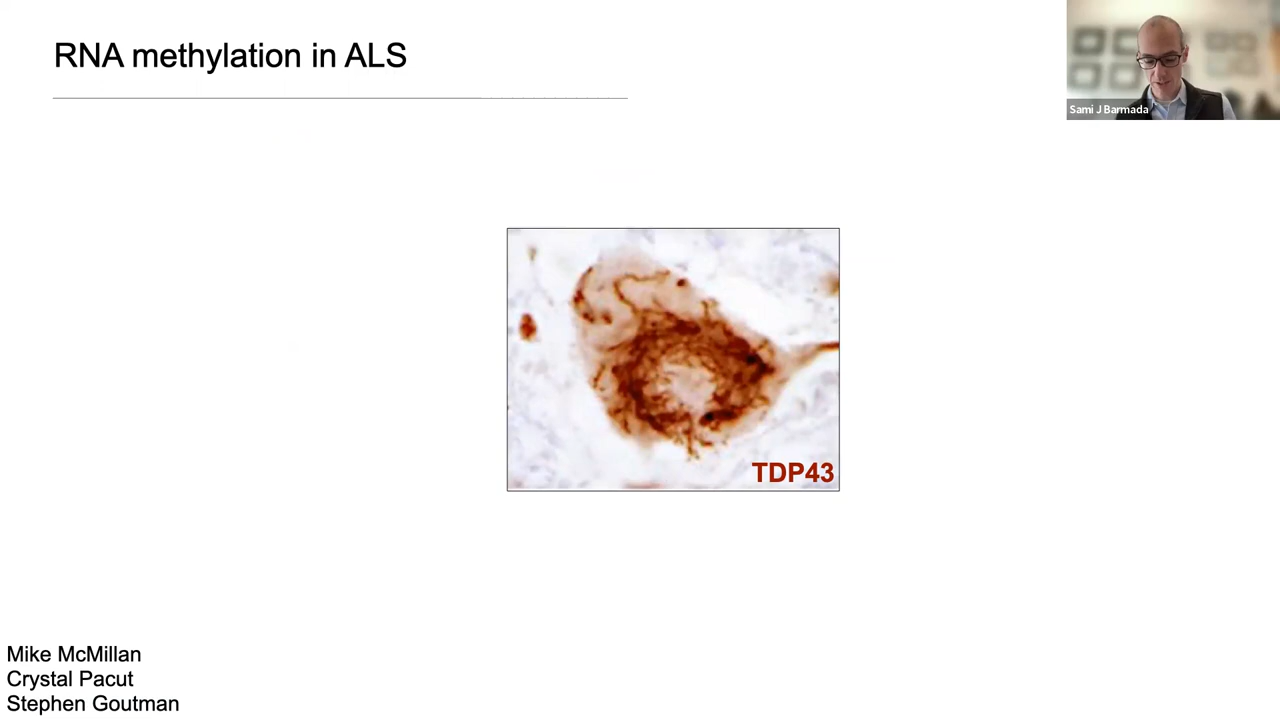 RNA methylation in ALS
Sami J Barmada
TDP43
Mike McMillan
Crystal Pacut
Stephen Goutman